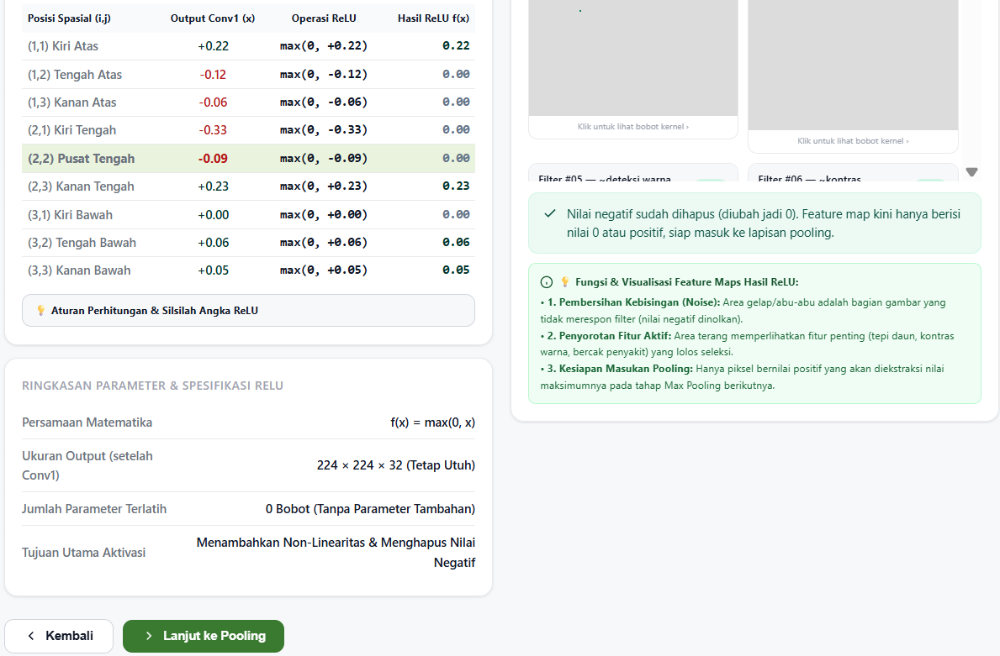 Posisi Spasial (i,j) Output Conv1 (x) Operasi ReLU Hasil ReLU f(x)
(1,1) Kiri Atas +0.22 max(0, +0.22) 0.22
(1,2) Tengah Atas -0.12 max(0, -0.12) 0.00
(1,3) Kanan Atas -0.06 max(0, -0.06) 0.00
(2,1) Kiri Tengah -0.33 max(0, -0.33) 0.00
(2,2) Pusat Tengah -0.09 max(0, -0.09) 0.00
(2,3) Kanan Tengah +0.23 max(0, +0.23) 0.23
(3,1) Kiri Bawah +0.00 max(0, +0.00) 0.00
(3,2) Tengah Bawah +0.06 max(0, +0.06) 0.06
(3,3) Kanan Bawah +0.05 max(0, +0.05) 0.05
💡 Aturan Perhitungan & Silsilah Angka ReLU
RINGKASAN PARAMETER & SPESIFIKASI RELU
Persamaan Matematika f(x) = max(0, x)
Ukuran Output (setelah
Conv1) 224 × 224 × 32 (Tetap Utuh)
Jumlah Parameter Terlatih 0 Bobot (Tanpa Parameter Tambahan)
Tujuan Utama Aktivasi Menambahkan Non-Linearitas & Menghapus Nilai
Negatif
‹ Kembali
› Lanjut ke Pooling
Klik untuk lihat bobot kernel ›
Klik untuk lihat bobot kernel ›
Filter #05 — ~deteksi warna
Filter #06 — ~kontras
✓ Nilai negatif sudah dihapus (diubah jadi 0). Feature map kini hanya berisi
nilai 0 atau positif, siap masuk ke lapisan pooling.
💡 Fungsi & Visualisasi Feature Maps Hasil ReLU:
• 1. Pembersihan Kebisingan (Noise): Area gelap/abu-abu adalah bagian gambar yang
tidak merespon filter (nilai negatif dinolkan).
• 2. Penyorotan Fitur Aktif: Area terang memperlihatkan fitur penting (tepi daun, kontras
warna, bercak penyakit) yang lolos seleksi.
• 3. Kesiapan Masukan Pooling: Hanya piksel bernilai positif yang akan diekstraksi nilai
maksimumnya pada tahap Max Pooling berikutnya.